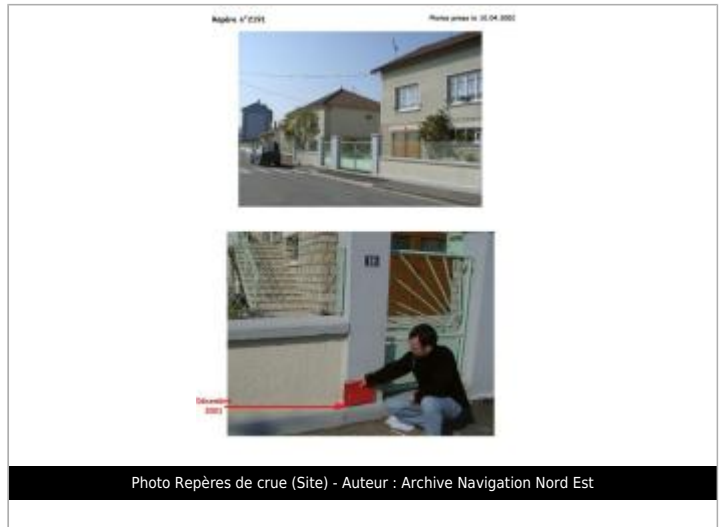 Repère n°2191
Photos prises le 10.04.2002
Décembre
2001
Photo Repères de crue (Site) - Auteur : Archive Navigation Nord Est